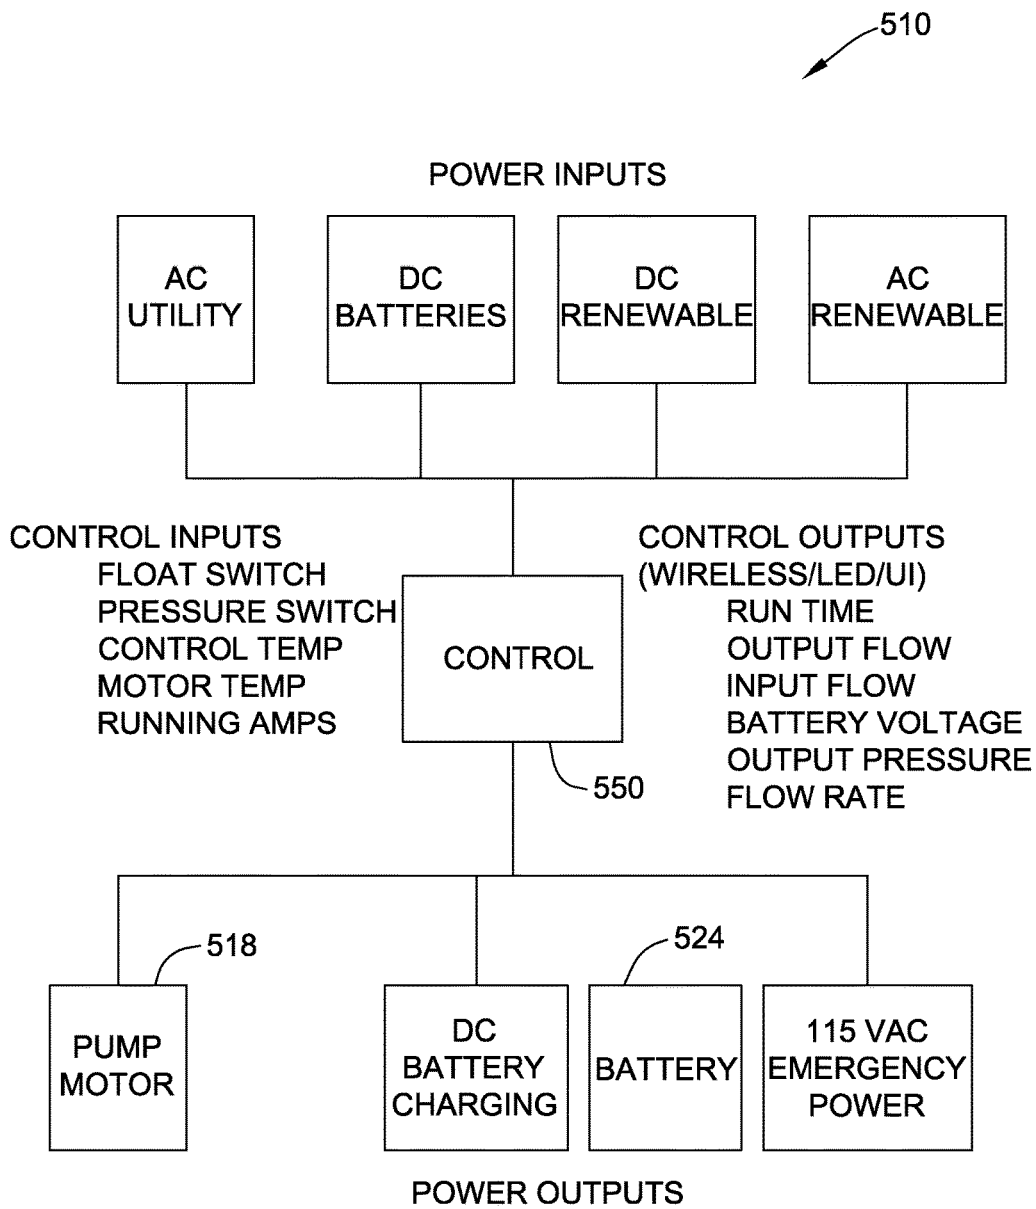 510
POWER INPUTS
AC
UTILITY
DC
BATTERIES
DC
RENEWABLE
AC
RENEWABLE
CONTROL INPUTS
FLOAT SWITCH
PRESSURE SWITCH
CONTROL TEMP
MOTOR TEMP
RUNNING AMPS
CONTROL
550
CONTROL OUTPUTS
(WIRELESS/LED/UI)
RUN TIME
OUTPUT FLOW
INPUT FLOW
BATTERY VOLTAGE
OUTPUT PRESSURE
FLOW RATE
518
PUMP
MOTOR
DC
BATTERY
CHARGING
524
BATTERY
115 VAC
EMERGENCY
POWER
POWER OUTPUTS